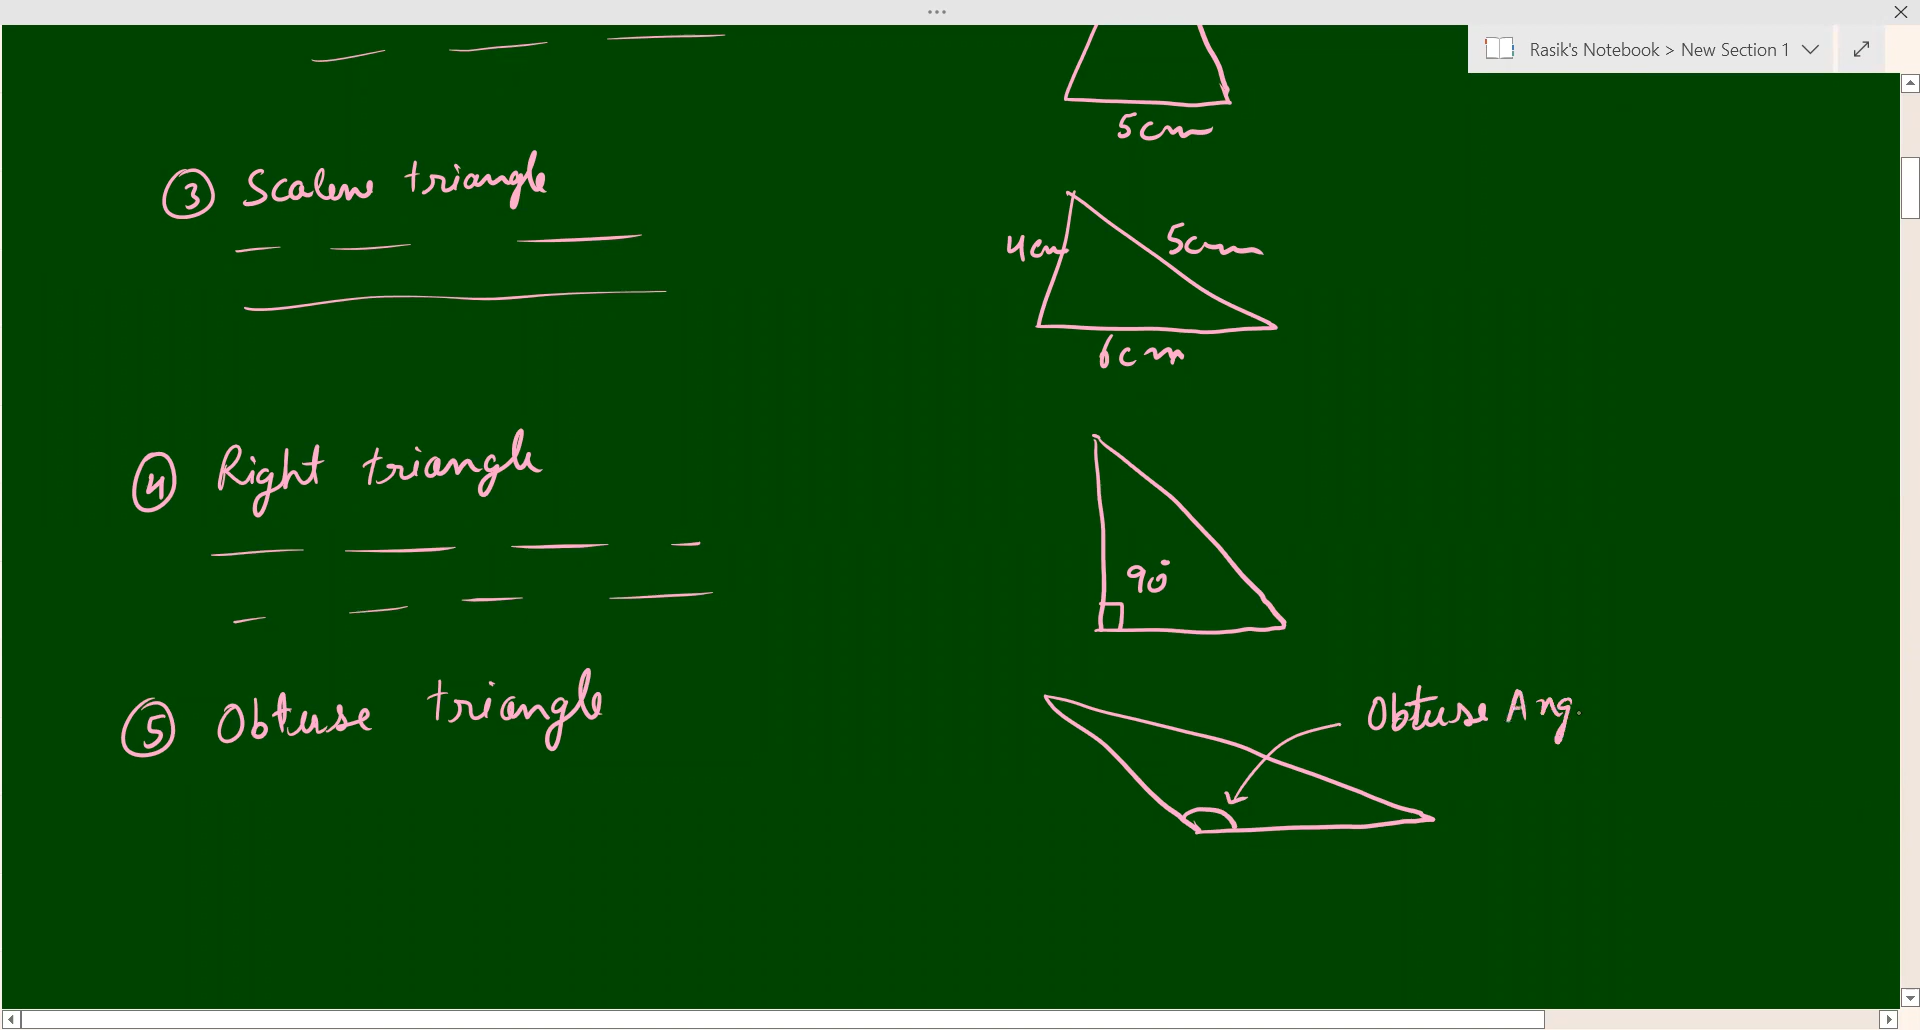 Rasik's Notebook > New Section 1
5cm
③ Scalene triangle
4cm
5cm
6cm
④ Right triangle
90°
⑤ Obtuse triangle
Obtuse Ang.